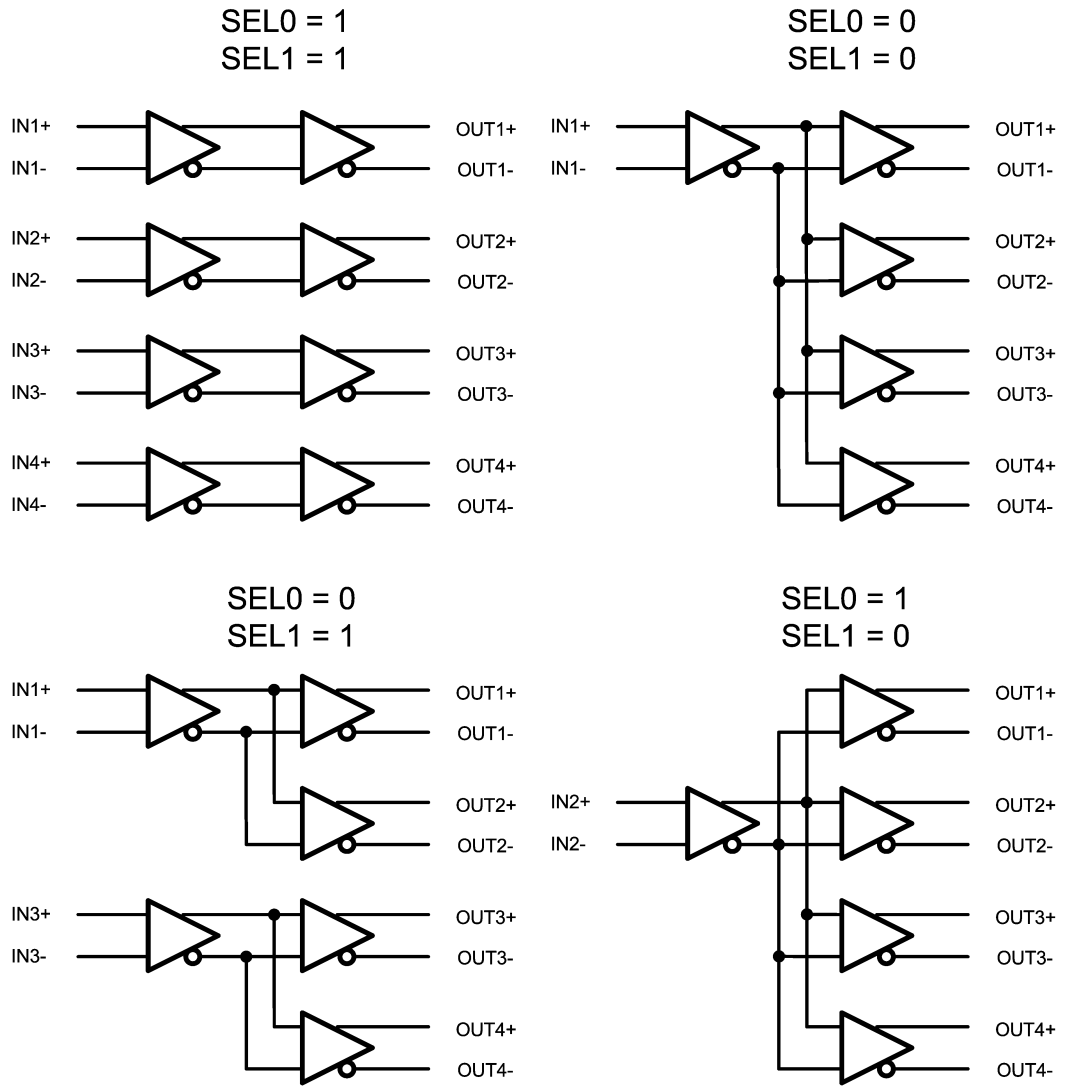 SEL0 = 1
SEL1 = 1
IN1+
OUT1+
IN1-
OUT1-
IN2+
OUT2+
IN2-
OUT2-
IN3+
OUT3+
IN3-
OUT3-
IN4+
OUT4+
IN4-
OUT4-
SEL0 = 0
SEL1 = 0
IN1+
OUT1+
IN1-
OUT1-
OUT2+
OUT2-
OUT3+
OUT3-
OUT4+
OUT4-
SEL0 = 0
SEL1 = 1
IN1+
OUT1+
IN1-
OUT1-
OUT2+
OUT2-
IN3+
OUT3+
IN3-
OUT3-
OUT4+
OUT4-
SEL0 = 1
SEL1 = 0
OUT1+
OUT1-
IN2+
OUT2+
IN2-
OUT2-
OUT3+
OUT3-
OUT4+
OUT4-